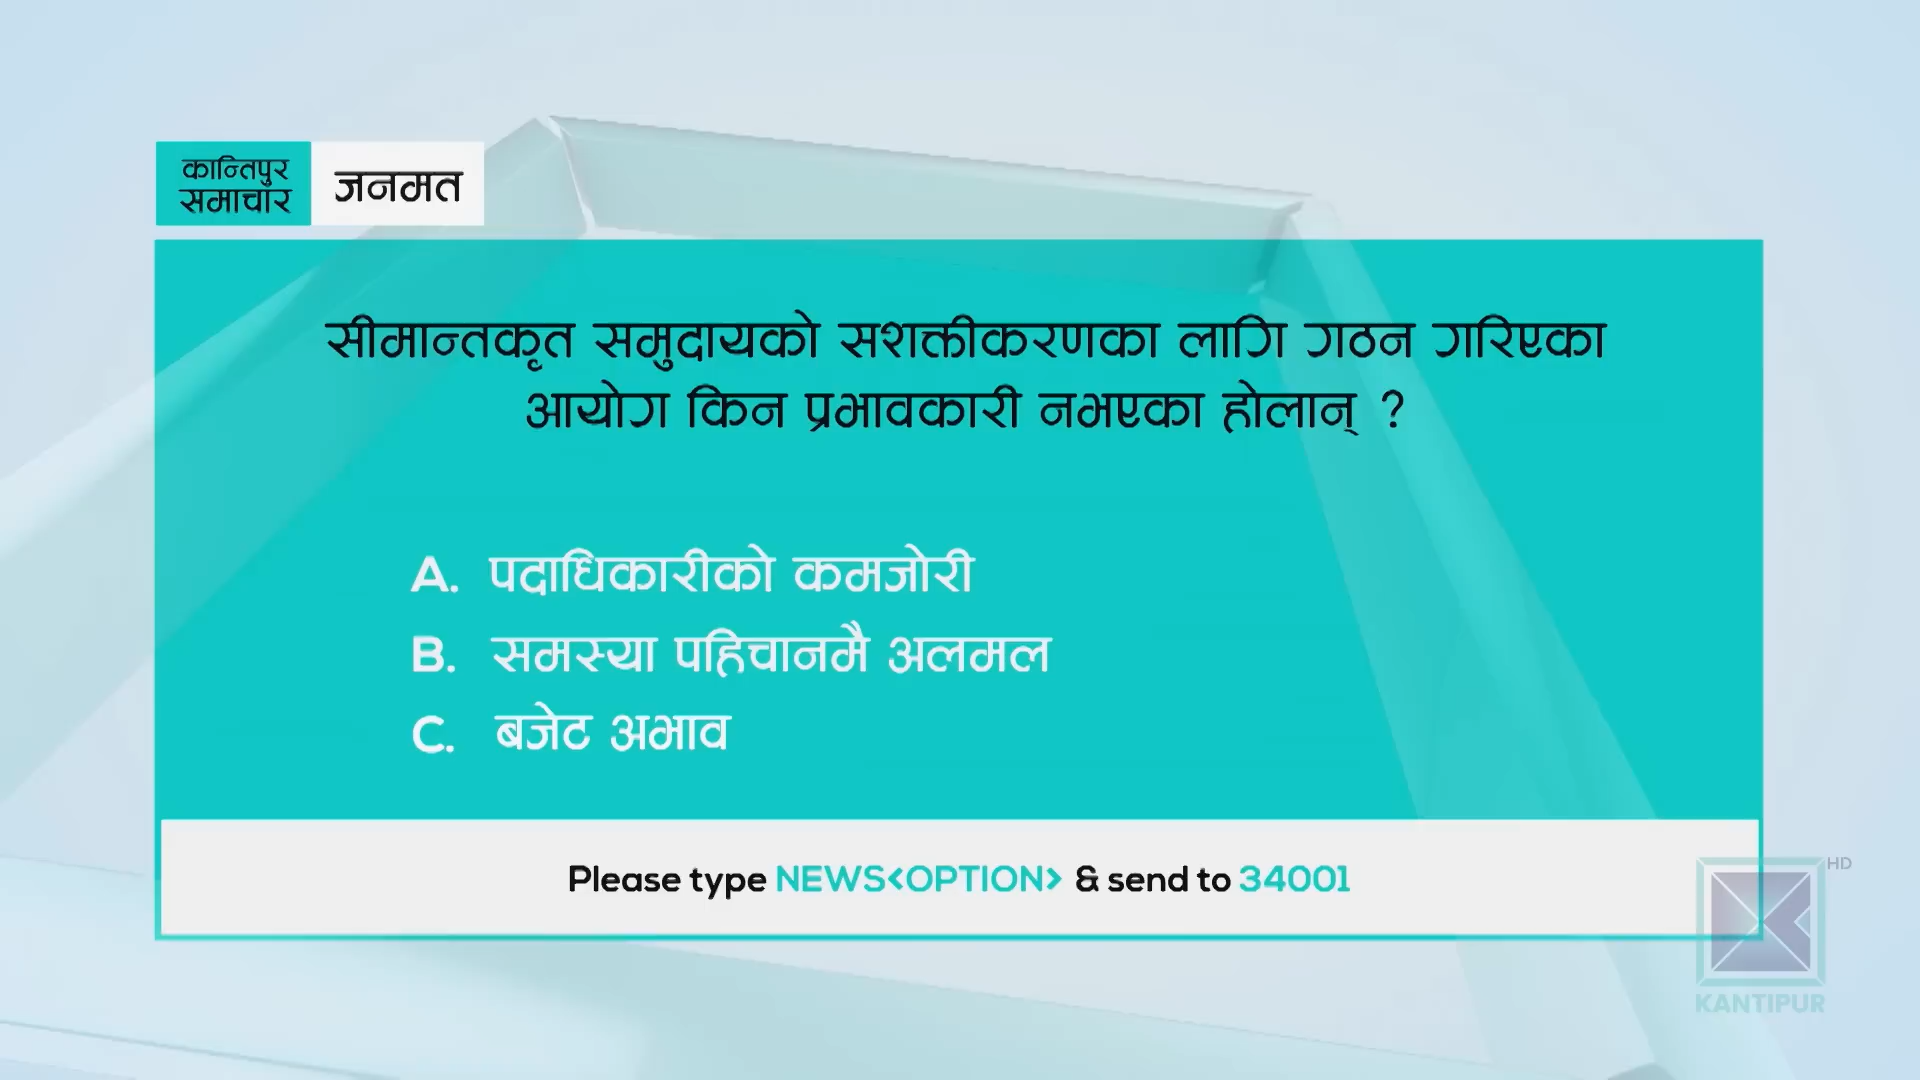 कान्तिपुर
समाचार
जनमत
सीमान्तकृत समुदायको सशक्तीकरणका लागि गठन गरिएका
आयोग किन प्रभावकारी नभएका होलान् ?
A. पदाधिकारीको कमजोरी
B. समस्या पहिचानमै अलमल
C. बजेट अभाव
Please type NEWS<OPTION> & send to 34001
HD
KANTIPUR